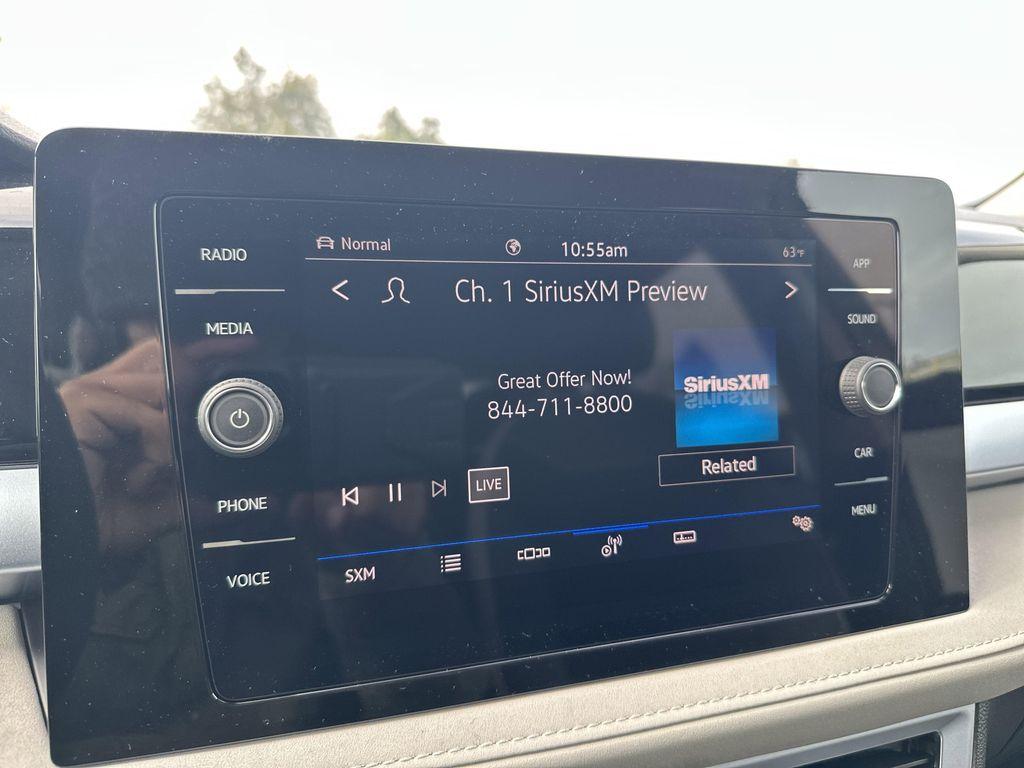 RADIO
MEDIA
PHONE
VOICE
Normal
10:55am
63°F
Ch. 1 SiriusXM Preview
Great Offer Now!
844-711-8800
SiriusXM
Related
LIVE
SXM
APP
SOUND
CAR
MENU